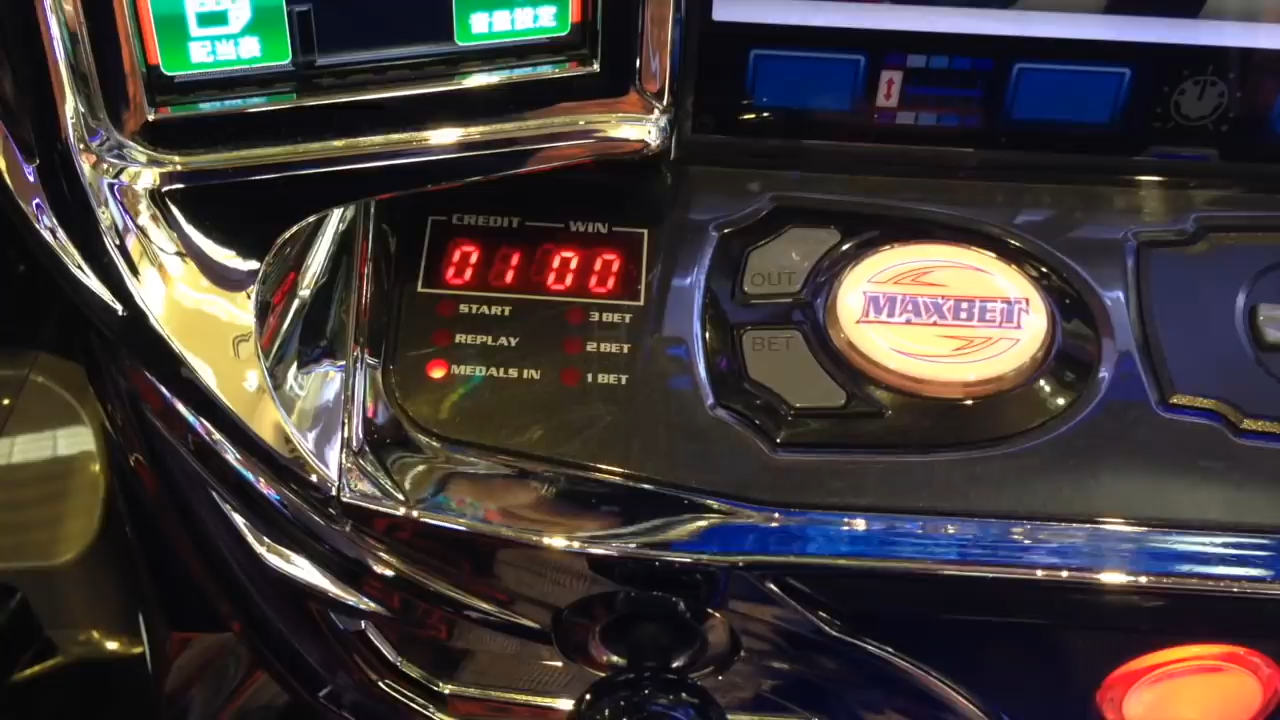 配当表
音量設定
CREDIT WIN
01 00
START
3 BET
REPLAY
2 BET
MEDALS IN
1 BET
OUT
BET
MAXBET